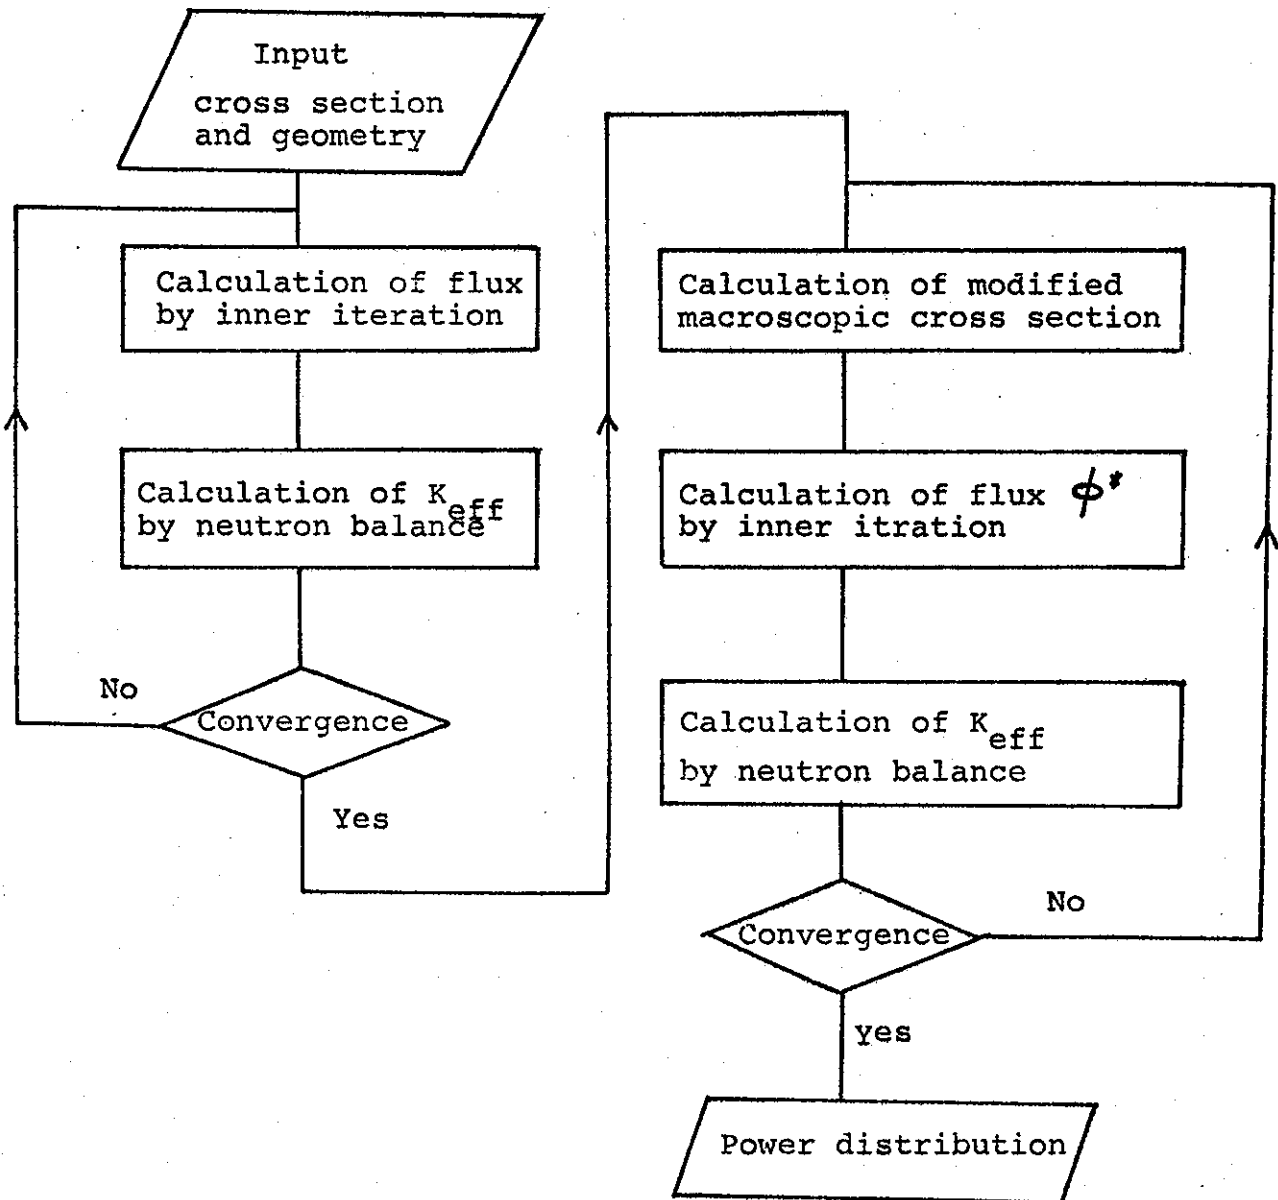 Input
cross section
and geometry
Calculation of flux
by inner iteration
Calculation of Keff
by neutron balance
Convergence
No
Yes
Calculation of modified
macroscopic cross section
Calculation of flux ϕ*
by inner itration
Calculation of Keff
by neutron balance
Convergence
No
yes
Power distribution